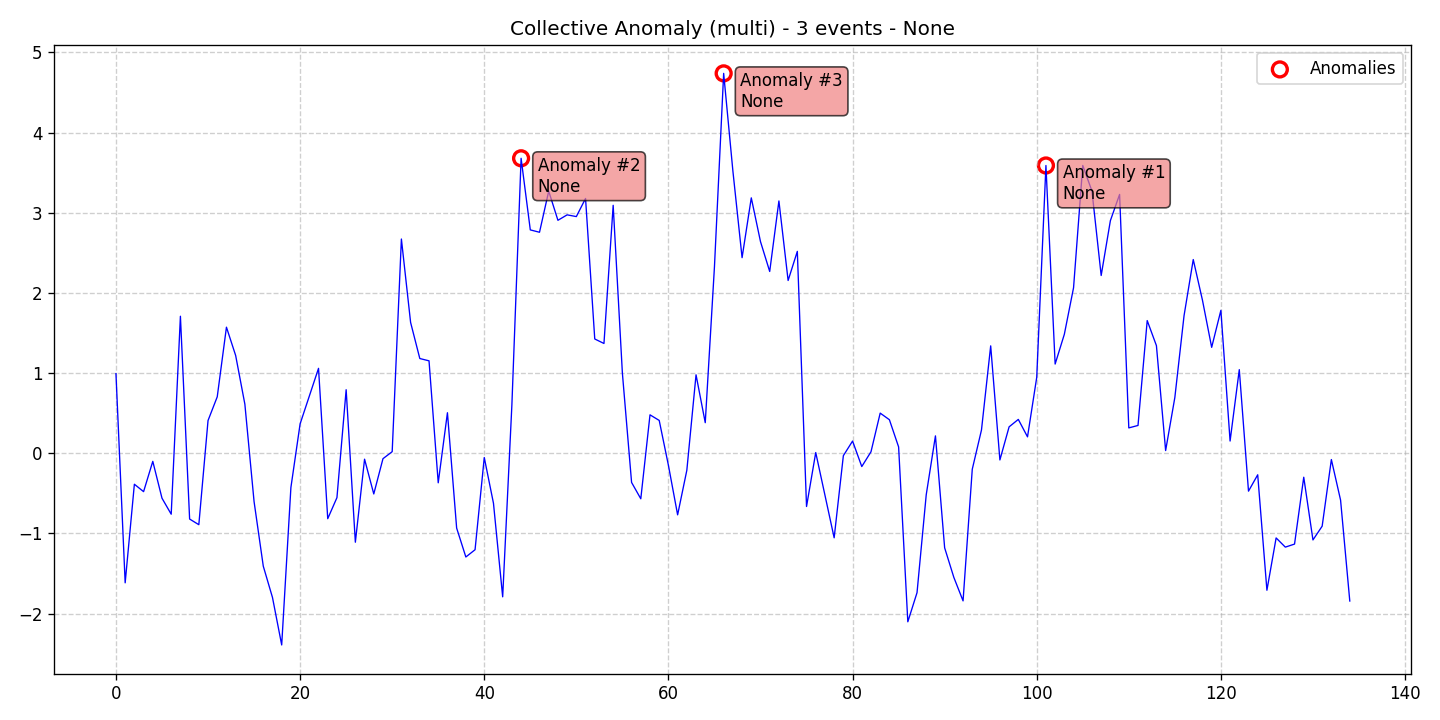 Collective Anomaly (multi) - 3 events - None
Anomalies
Anomaly #3
None
Anomaly #2
None
Anomaly #1
None
5
4
3
2
1
0
−1
−2
0
20
40
60
80
100
120
140